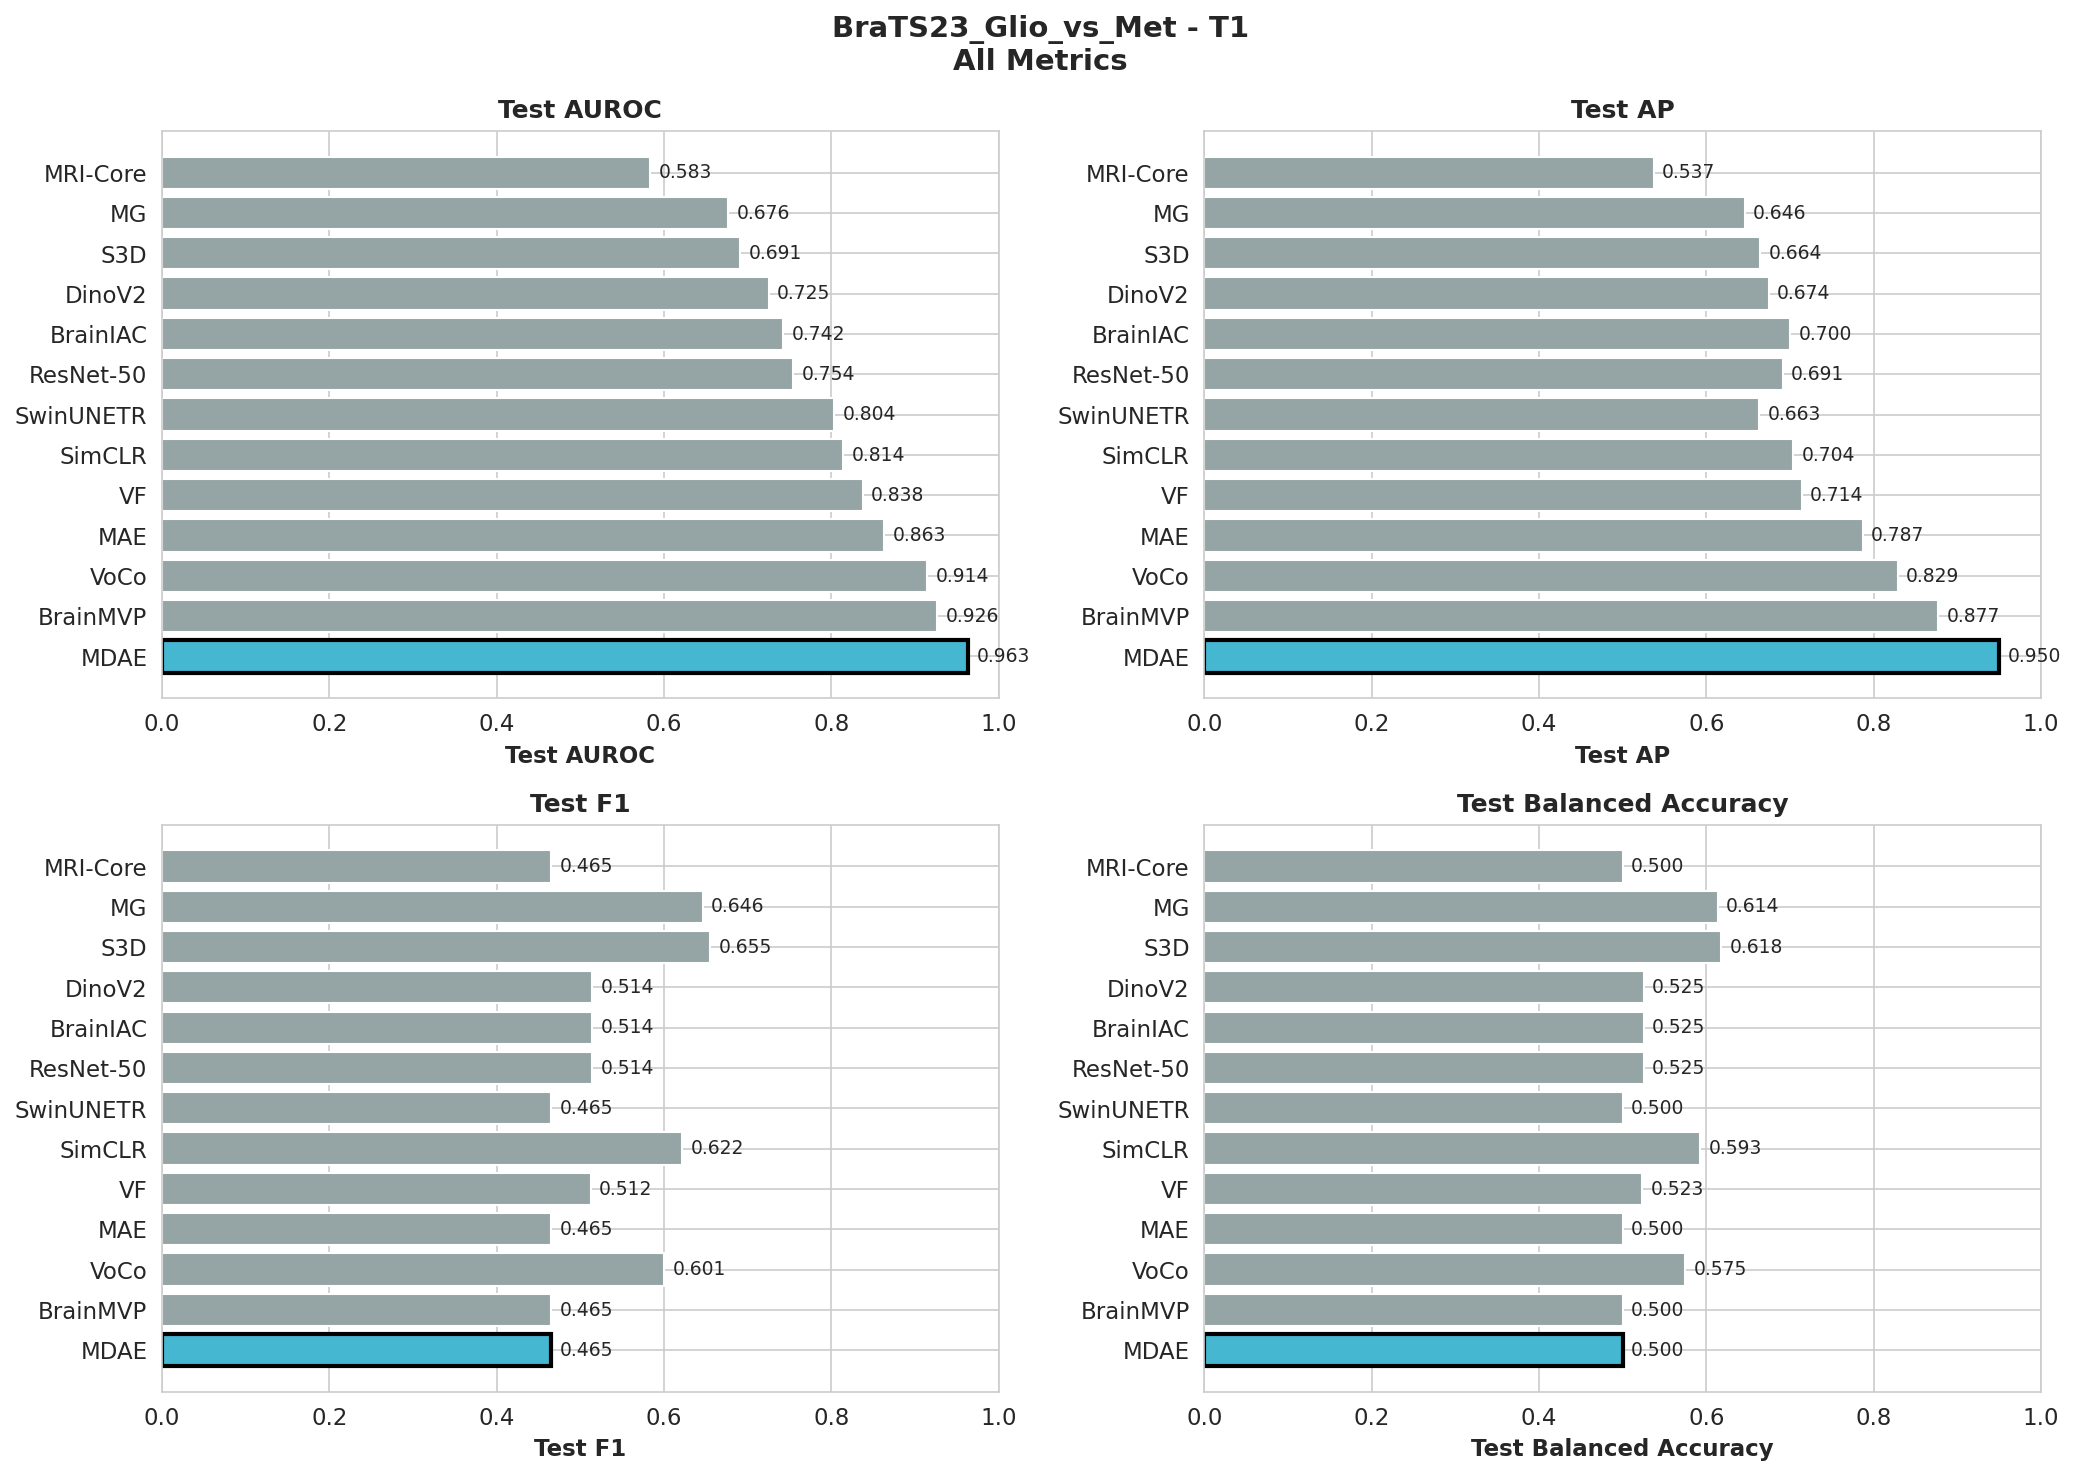 BraTS23_Glio_vs_Met - T1
All Metrics
Test AUROC
MRI-Core 0.583
MG 0.676
S3D 0.691
DinoV2 0.725
BrainIAC 0.742
ResNet-50 0.754
SwinUNETR 0.804
SimCLR 0.814
VF 0.838
MAE 0.863
VoCo 0.914
BrainMVP 0.926
MDAE 0.963
0.0 0.2 0.4 0.6 0.8 1.0
Test AUROC
Test AP
MRI-Core 0.537
MG 0.646
S3D 0.664
DinoV2 0.674
BrainIAC 0.700
ResNet-50 0.691
SwinUNETR 0.663
SimCLR 0.704
VF 0.714
MAE 0.787
VoCo 0.829
BrainMVP 0.877
MDAE 0.950
0.0 0.2 0.4 0.6 0.8 1.0
Test AP
Test F1
MRI-Core 0.465
MG 0.646
S3D 0.655
DinoV2 0.514
BrainIAC 0.514
ResNet-50 0.514
SwinUNETR 0.465
SimCLR 0.622
VF 0.512
MAE 0.465
VoCo 0.601
BrainMVP 0.465
MDAE 0.465
0.0 0.2 0.4 0.6 0.8 1.0
Test F1
Test Balanced Accuracy
MRI-Core 0.500
MG 0.614
S3D 0.618
DinoV2 0.525
BrainIAC 0.525
ResNet-50 0.525
SwinUNETR 0.500
SimCLR 0.593
VF 0.523
MAE 0.500
VoCo 0.575
BrainMVP 0.500
MDAE 0.500
0.0 0.2 0.4 0.6 0.8 1.0
Test Balanced Accuracy